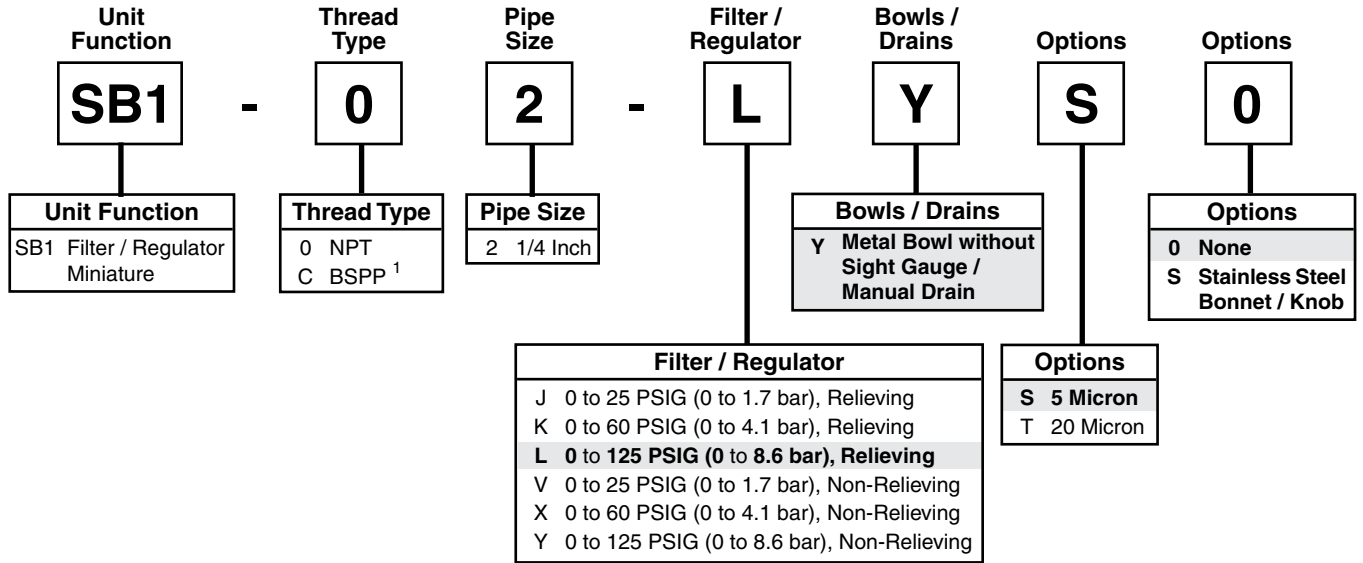 Unit
Function
Thread
Type
Pipe
Size
Filter /
Regulator
Bowls /
Drains
Options
Options
SB1 - 0 2 - L Y S 0
Unit Function
SB1 Filter / Regulator
Miniature
Thread Type
0 NPT
C BSPP 1
Pipe Size
2 1/4 Inch
Bowls / Drains
Y Metal Bowl without
Sight Gauge /
Manual Drain
Options
0 None
S Stainless Steel
Bonnet / Knob
Filter / Regulator
J 0 to 25 PSIG (0 to 1.7 bar), Relieving
K 0 to 60 PSIG (0 to 4.1 bar), Relieving
L 0 to 125 PSIG (0 to 8.6 bar), Relieving
V 0 to 25 PSIG (0 to 1.7 bar), Non-Relieving
X 0 to 60 PSIG (0 to 4.1 bar), Non-Relieving
Y 0 to 125 PSIG (0 to 8.6 bar), Non-Relieving
Options
S 5 Micron
T 20 Micron